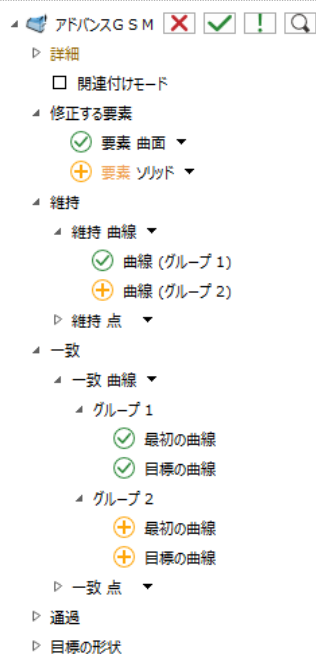 アドバンスＧＳＭ
詳細
関連付けモード
修正する要素
要素 曲面
要素 ソリッド
維持
維持 曲線
曲線 (グループ 1)
曲線 (グループ 2)
維持 点
一致
一致 曲線
グループ 1
最初の曲線
目標の曲線
グループ 2
最初の曲線
目標の曲線
一致 点
通過
目標の形状